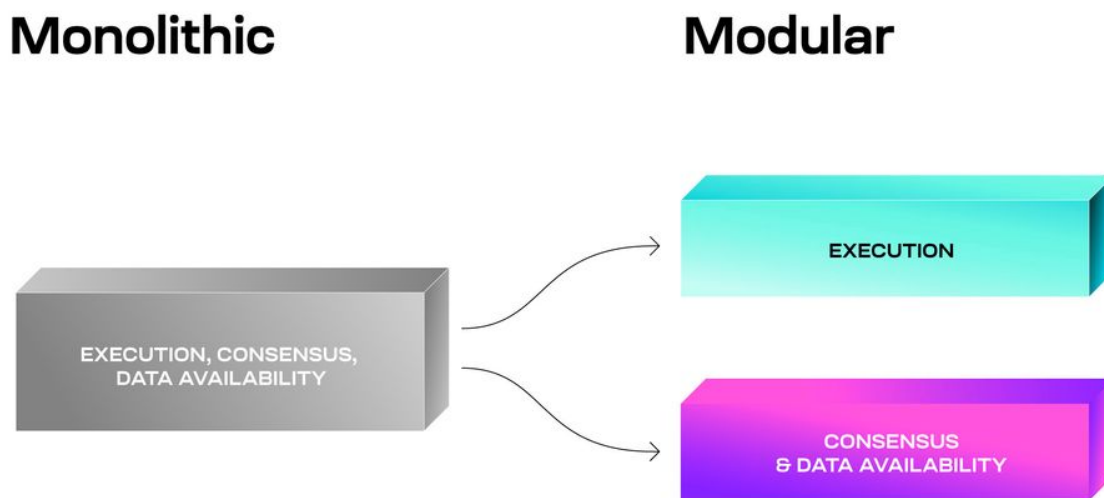 Monolithic
Modular
EXECUTION, CONSENSUS,
DATA AVAILABILITY
EXECUTION
CONSENSUS
& DATA AVAILABILITY